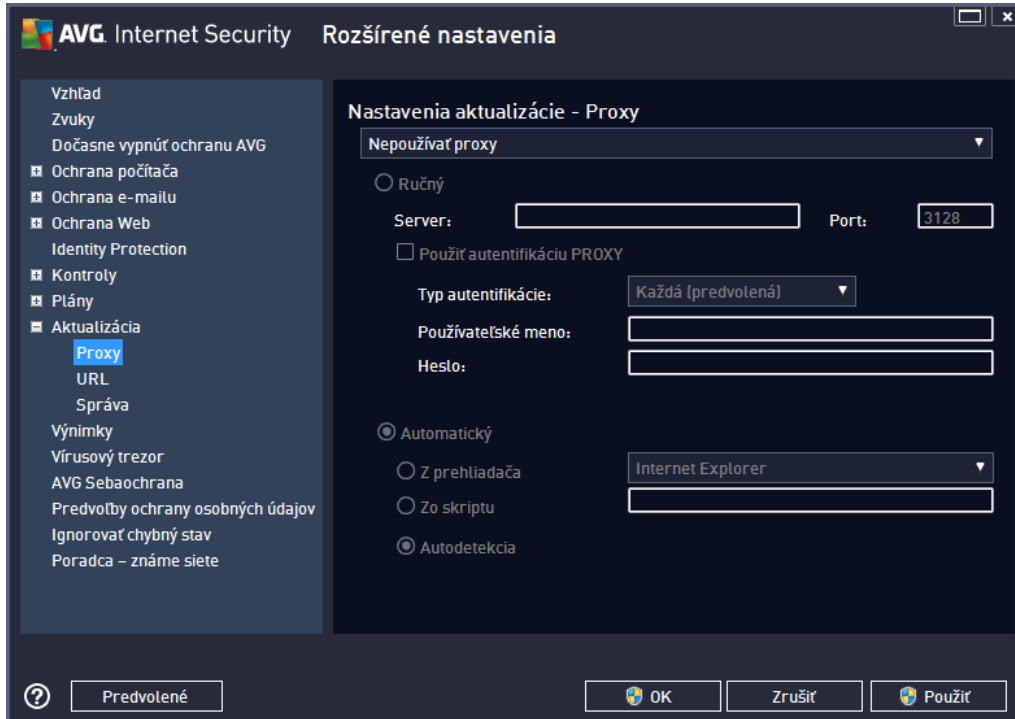 AVG. Internet Security Rozšírené nastavenia
Vzhľad
Zvuky
Dočasne vypnúť ochranu AVG
Ochrana počítača
Ochrana e-mailu
Ochrana Web
Identity Protection
Kontroly
Plány
Aktualizácia
Proxy
URL
Správa
Výnimky
Vírusový trezor
AVG Sebaochrana
Predvoľby ochrany osobných údajov
Ignorovať chybný stav
Poradca – známe siete
Nastavenia aktualizácie - Proxy
Nepoužívať proxy
Ručný
Server: Port: 3128
Použiť autentifikáciu PROXY
Typ autentifikácie: Každá (predvolená)
Používateľské meno:
Heslo:
Automatický
Z prehliadača Internet Explorer
Zo skriptu
Autodetekcia
? Predvolené OK Zrušiť Použiť